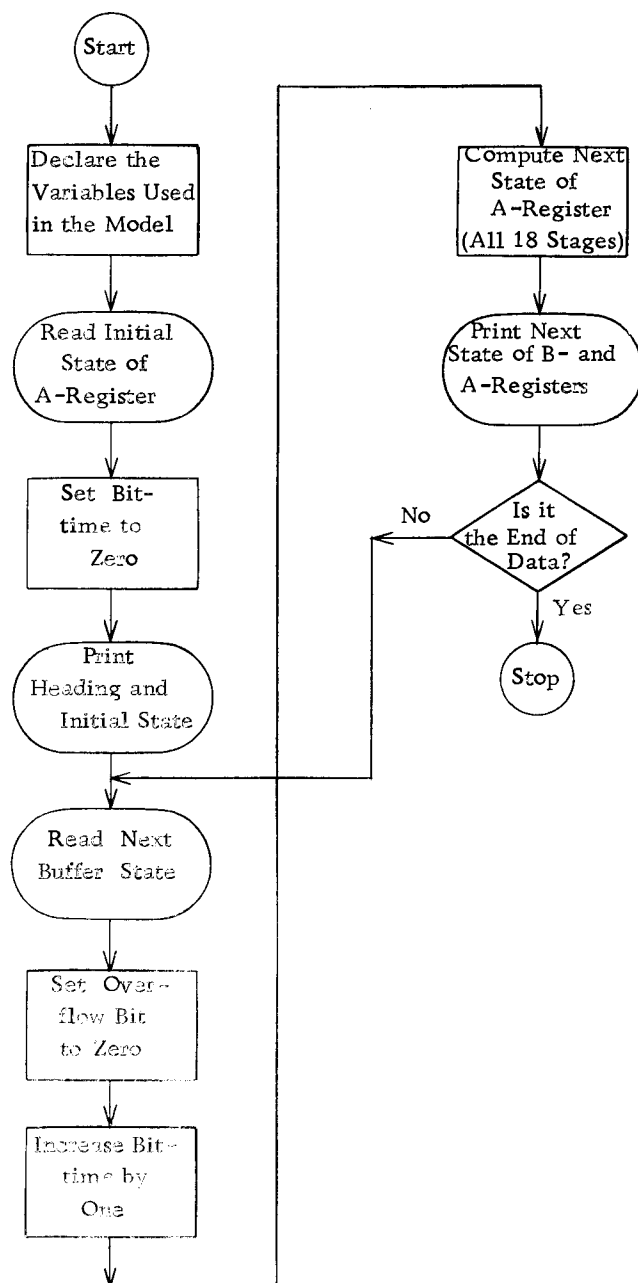 Start
Declare the
Variables Used
in the Model
Read Initial
State of
A-Register
Set Bit-
time to
Zero
Print
Heading and
Initial State
Read Next
Buffer State
Set Over-
flow Bit
to Zero
Increase Bit-
time by
One
Compute Next
State of
A-Register
(All 18 Stages)
Print Next
State of B- and
A-Registers
Is it
the End of
Data?
No
Yes
Stop